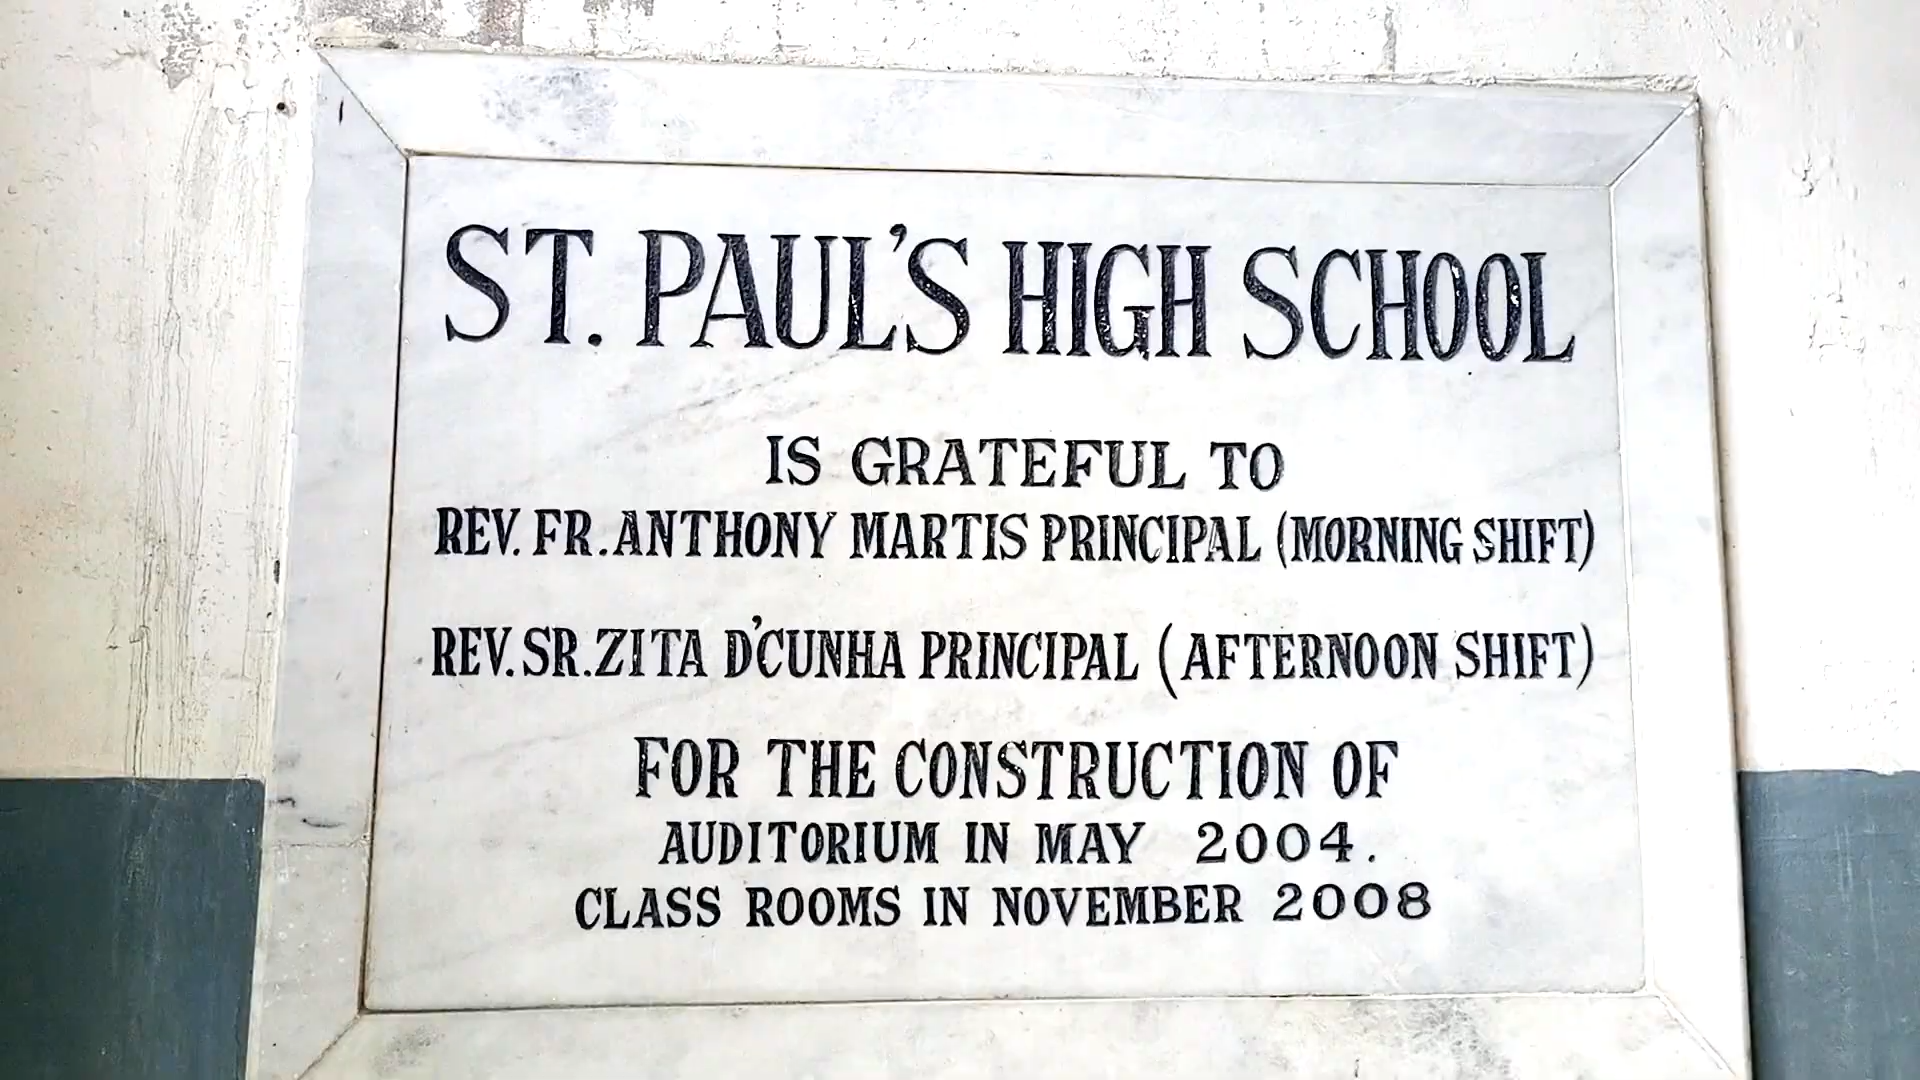 ST. PAUL'S HIGH SCHOOL
IS GRATEFUL TO
REV. FR. ANTHONY MARTIS PRINCIPAL (MORNING SHIFT)
REV. SR. ZITA D'CUNHA PRINCIPAL (AFTERNOON SHIFT)
FOR THE CONSTRUCTION OF
AUDITORIUM IN MAY 2004.
CLASS ROOMS IN NOVEMBER 2008